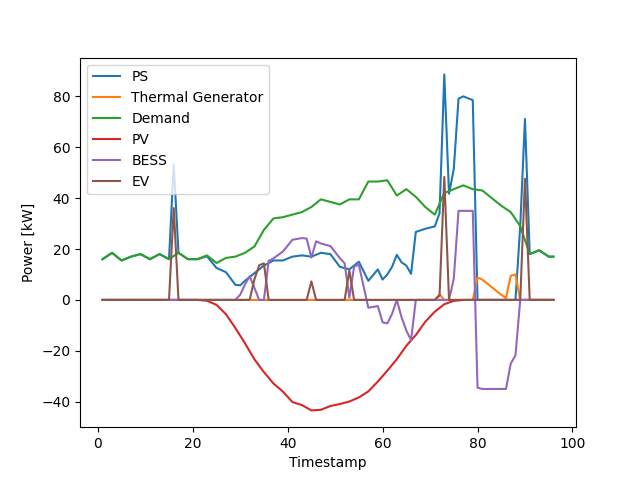 PS
Thermal Generator
Demand
PV
BESS
EV
Power [kW]
80
60
40
20
0
−20
−40
0 20 40 60 80 100
Timestamp